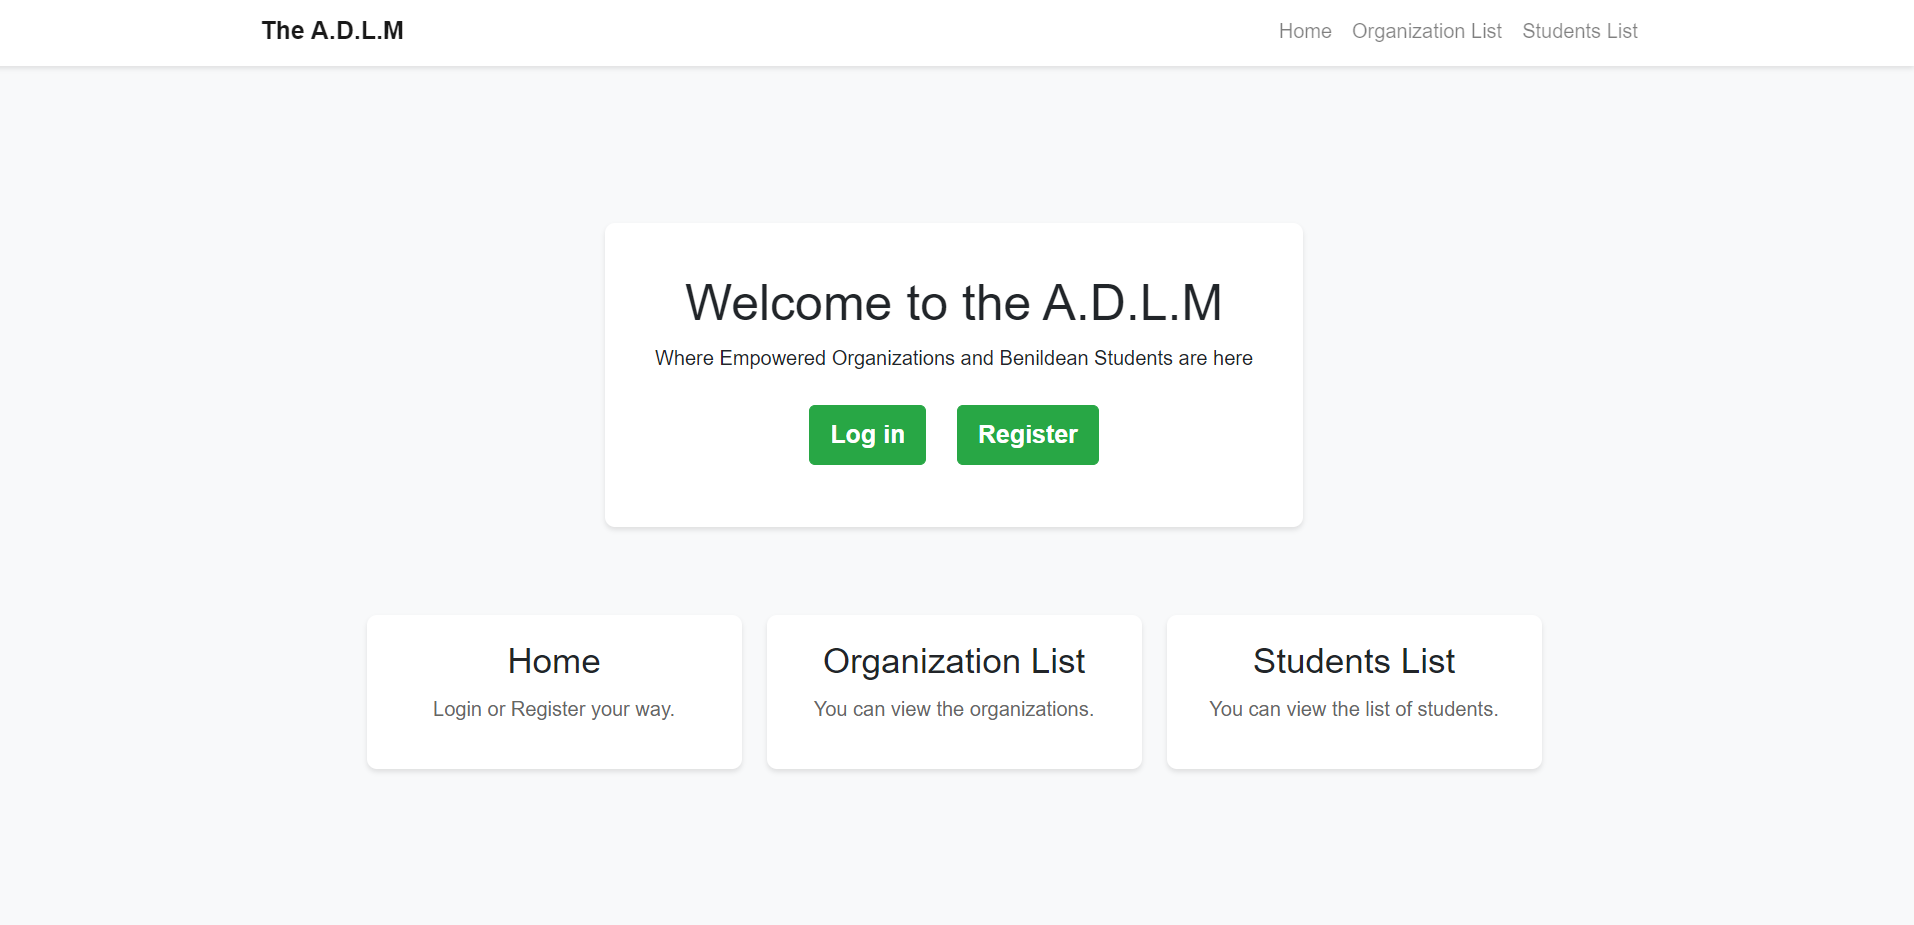 The A.D.L.M
Home Organization List Students List
Welcome to the A.D.L.M
Where Empowered Organizations and Benildean Students are here
Log in Register
Home
Login or Register your way.
Organization List
You can view the organizations.
Students List
You can view the list of students.